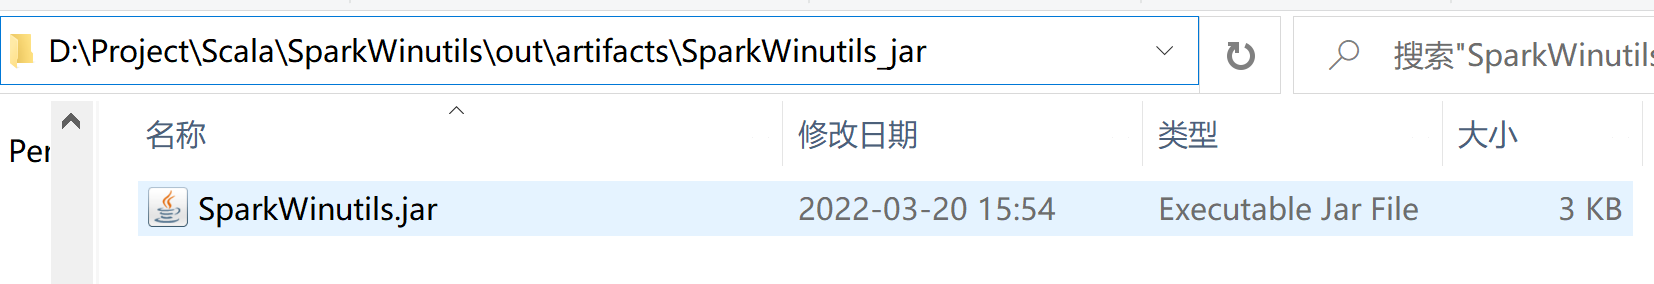 D:\Project\Scala\SparkWinutils\out\artifacts\SparkWinutils_jar
搜索"SparkWinutils
Per
名称 修改日期 类型 大小
SparkWinutils.jar 2022-03-20 15:54 Executable Jar File 3 KB